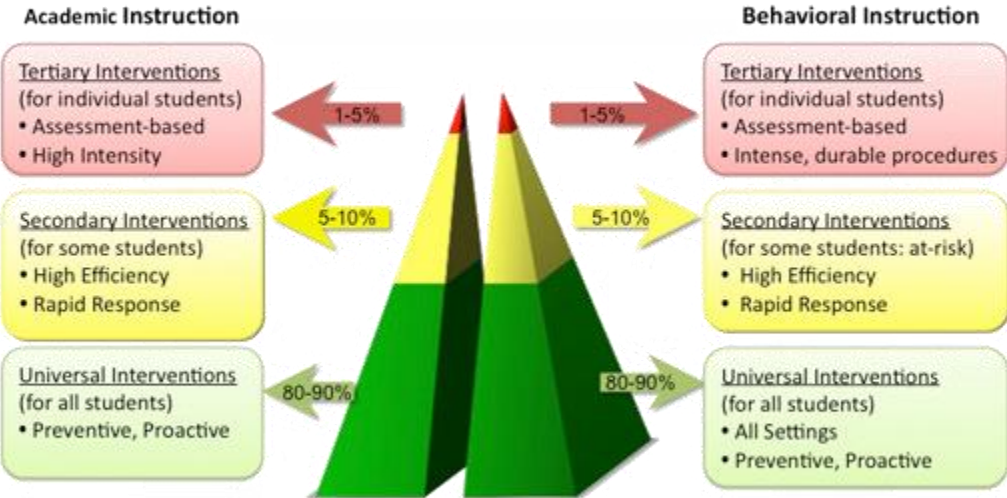 Academic Instruction
Tertiary Interventions
(for individual students)
• Assessment-based
• High Intensity
1-5%
Secondary Interventions
(for some students)
• High Efficiency
• Rapid Response
5-10%
Universal Interventions
(for all students)
• Preventive, Proactive
80-90%
Behavioral Instruction
1-5%
Tertiary Interventions
(for individual students)
• Assessment-based
• Intense, durable procedures
5-10%
Secondary Interventions
(for some students: at-risk)
• High Efficiency
• Rapid Response
80-90%
Universal Interventions
(for all students)
• All Settings
• Preventive, Proactive